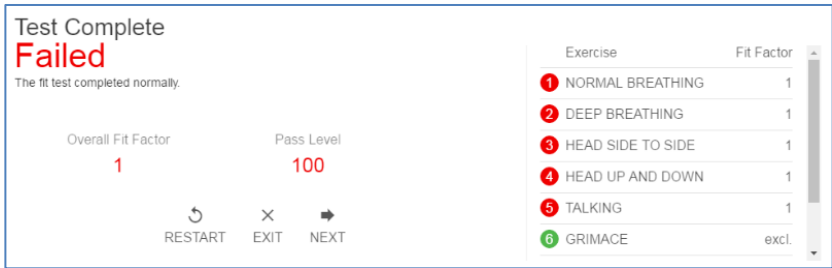 Test Complete
Failed
The fit test completed normally.
Overall Fit Factor
Pass Level
1
100
RESTART
EXIT
NEXT
Exercise Fit Factor
1 NORMAL BREATHING 1
2 DEEP BREATHING 1
3 HEAD SIDE TO SIDE 1
4 HEAD UP AND DOWN 1
5 TALKING 1
6 GRIMACE excl.